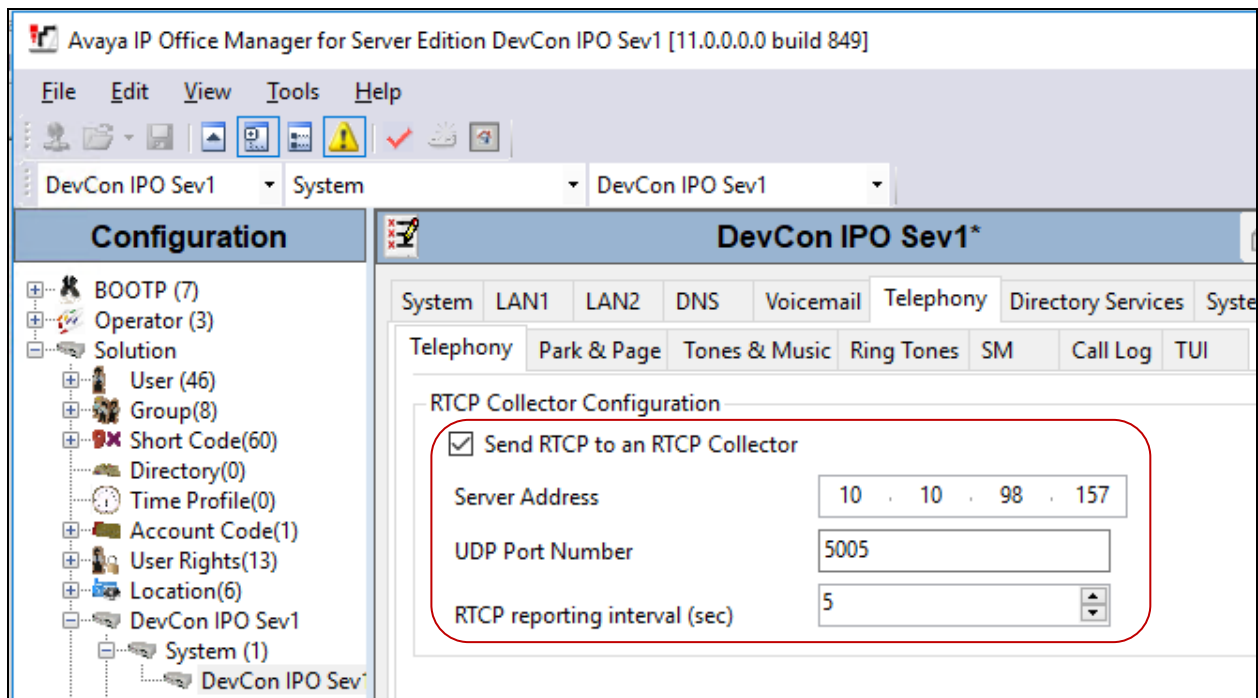 Avaya IP Office Manager for Server Edition DevCon IPO Sev1 [11.0.0.0.0 build 849]
File Edit View Tools Help
DevCon IPO Sev1 System DevCon IPO Sev1
Configuration
DevCon IPO Sev1*
BOOTP (7)
Operator (3)
Solution
User (46)
Group(8)
Short Code(60)
Directory(0)
Time Profile(0)
Account Code(1)
User Rights(13)
Location(6)
DevCon IPO Sev1
System (1)
DevCon IPO Sev1
System LAN1 LAN2 DNS Voicemail Telephony Directory Services Syste
Telephony Park & Page Tones & Music Ring Tones SM Call Log TUI
RTCP Collector Configuration
Send RTCP to an RTCP Collector
Server Address 10 . 10 . 98 . 157
UDP Port Number 5005
RTCP reporting interval (sec) 5